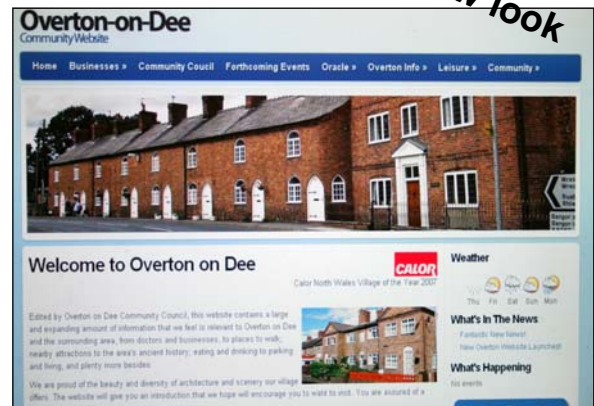 look
Overton-on-Dee
Community Website
Home Businesses » Community Coucil Forthcoming Events Oracle » Overton Info » Leisure » Community »
Welcome to Overton on Dee
CALOR
Calor North Wales Village of the Year 2007
Edited by Overton on Dee Community Council, this website contains a large
and expanding amount of information that we feel is relevant to Overton on Dee
and the surrounding area, from doctors and businesses, to places to walk,
nearby attractions to the area's ancient history; eating and drinking to parking
and living, and plenty more besides.
We are proud of the beauty and diversity of architecture and scenery our village
offers. The website will give you an introduction that we hope will encourage you to want to visit. You are assured of a
Weather
Thu Fri Sat Sun Mon
What's In The News
Fantastic New News!
New Overton Website Launched!
What's Happening
No events